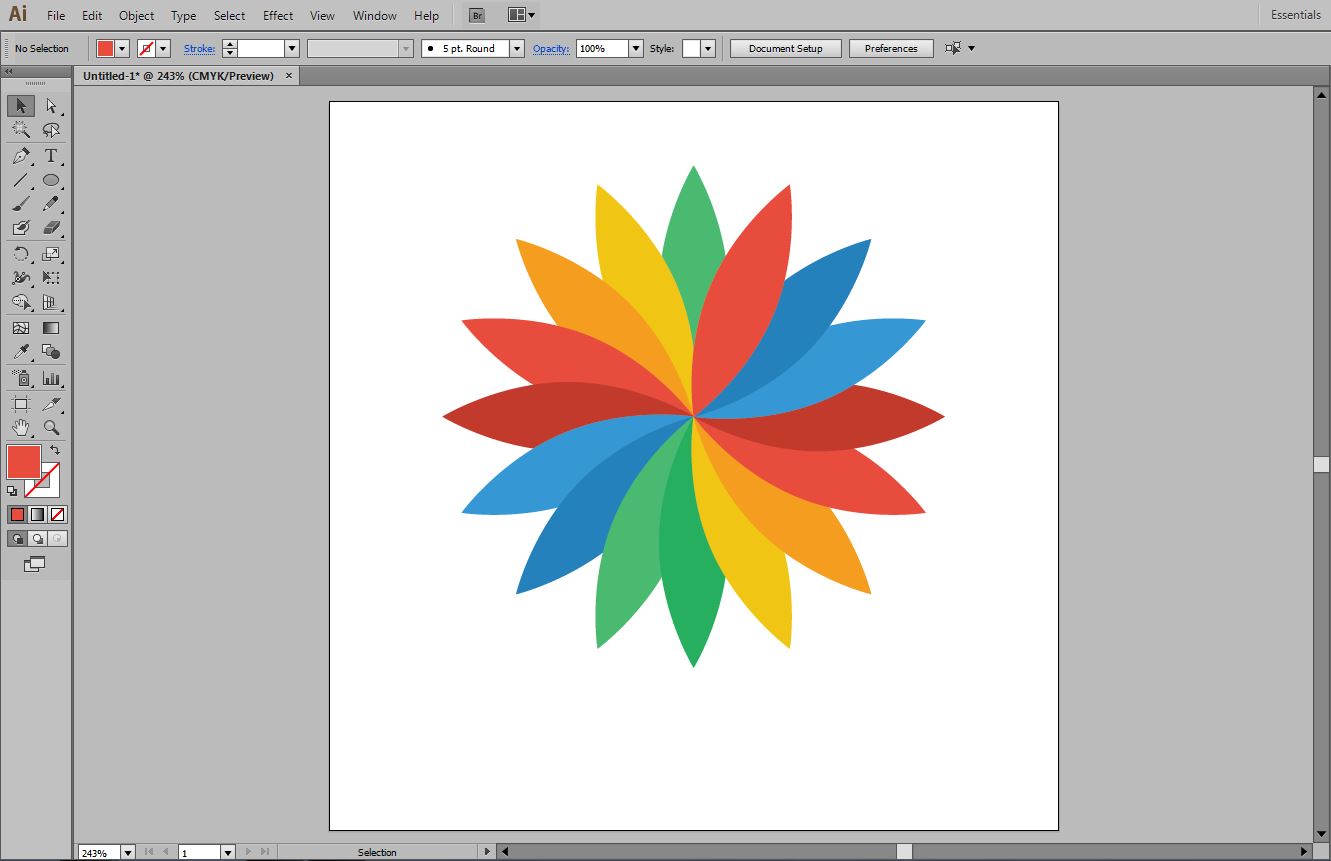 Ai File Edit Object Type Select Effect View Window Help Br Essentials
No Selection Stroke: 5 pt. Round Opacity: 100% Style: Document Setup Preferences
Untitled-1* @ 243% (CMYK/Preview) ×
T
243% 1 Selection